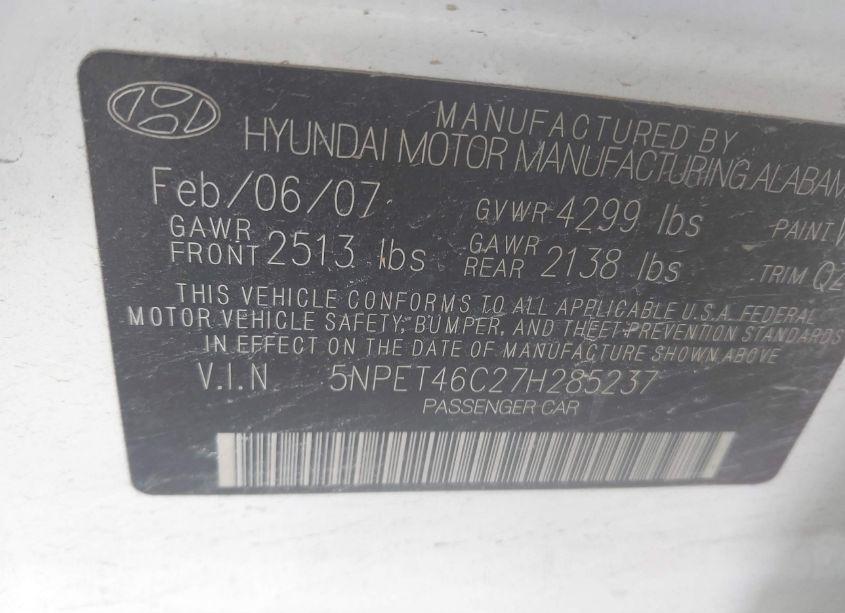 MANUFACTURED BY
HYUNDAI MOTOR MANUFACTURING ALABAM
Feb/06/07 GVWR 4299 lbs PAINT
GAWR FRONT 2513 lbs GAWR REAR 2138 lbs TRIM QZ
THIS VEHICLE CONFORMS TO ALL APPLICABLE U.S.A. FEDERAL
MOTOR VEHICLE SAFETY, BUMPER, AND THEFT PREVENTION STANDARDS
IN EFFECT ON THE DATE OF MANUFACTURE SHOWN ABOVE
V.I.N 5NPET46C27H285237
PASSENGER CAR